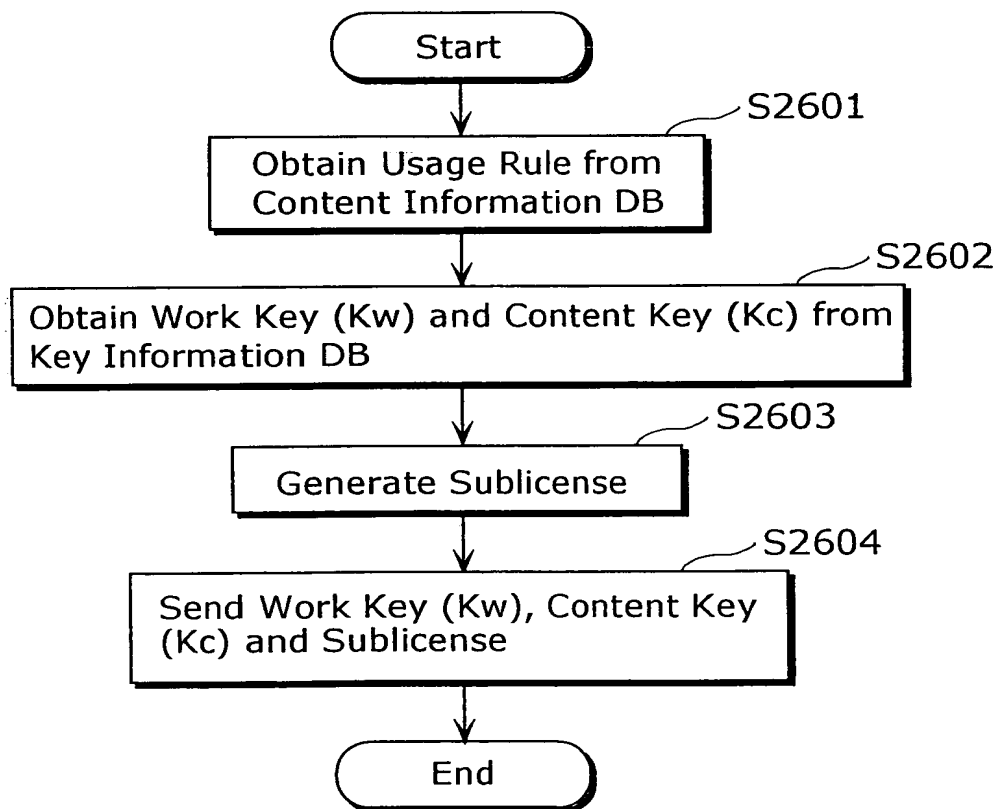 Start
S2601
Obtain Usage Rule from
Content Information DB
S2602
Obtain Work Key (Kw) and Content Key (Kc) from
Key Information DB
S2603
Generate Sublicense
S2604
Send Work Key (Kw), Content Key
(Kc) and Sublicense
End